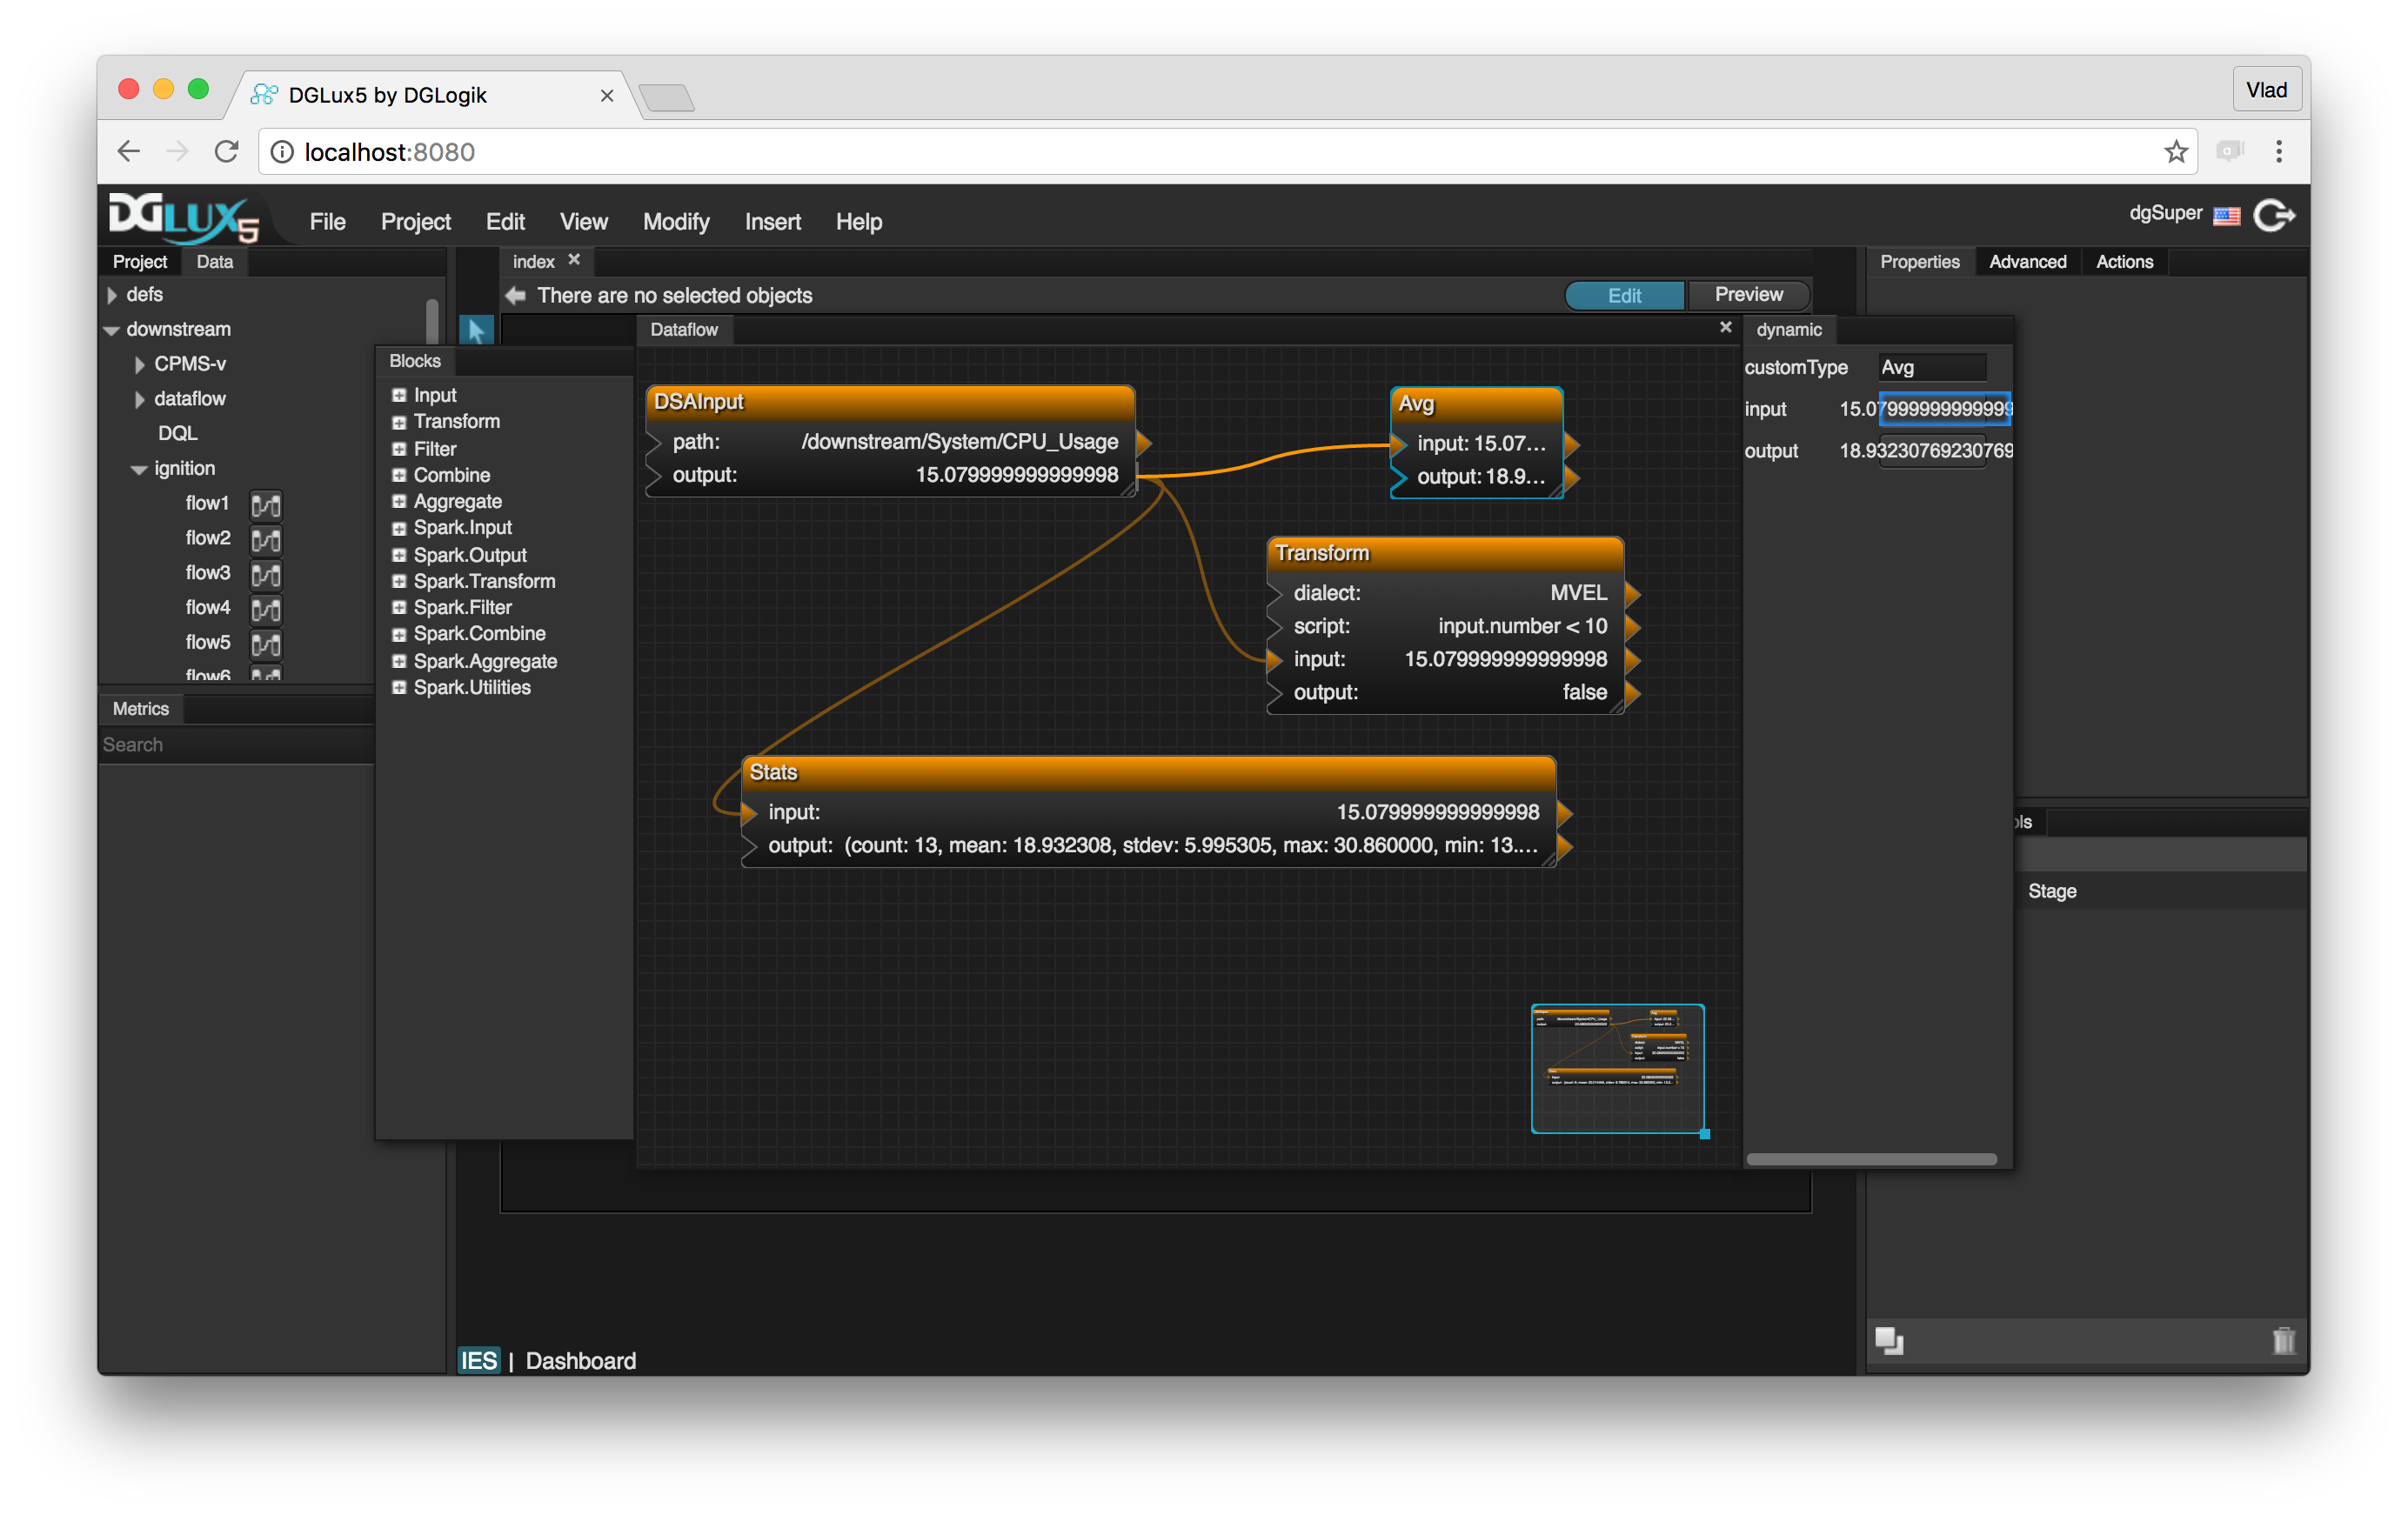 DGLux5 by DGLogik
Vlad
localhost:8080
DGLUX5
File Project Edit View Modify Insert Help
dgSuper
Project Data
index
Properties Advanced Actions
defs
There are no selected objects
Edit Preview
downstream
Dataflow
dynamic
CPMS-v
dataflow
DQL
ignition
flow1
flow2
flow3
flow4
flow5
flow6
Metrics
Search
Blocks
Input
Transform
Filter
Combine
Aggregate
Spark.Input
Spark.Output
Spark.Transform
Spark.Filter
Spark.Combine
Spark.Aggregate
Spark.Utilities
DSAInput
path: /downstream/System/CPU_Usage
output: 15.079999999999998
Avg
input: 15.07...
output: 18.9...
Transform
dialect: MVEL
script: input.number < 10
input: 15.079999999999998
output: false
Stats
input: 15.079999999999998
output: (count: 13, mean: 18.932308, stdev: 5.995305, max: 30.860000, min: 13....
customType Avg
input 15.07999999999999
output 18.93230769230769
Stage
IES | Dashboard